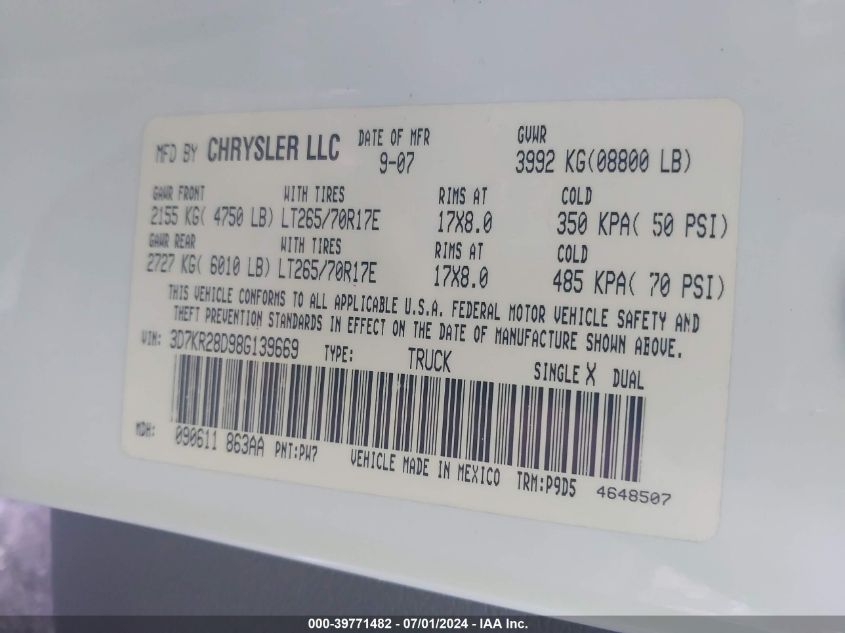 MFD BY CHRYSLER LLC DATE OF MFR 9-07 GVWR 3992 KG(08800 LB)
GAWR FRONT WITH TIRES RIMS AT COLD
2155 KG( 4750 LB) LT265/70R17E 17X8.0 350 KPA( 50 PSI)
GAWR REAR WITH TIRES RIMS AT COLD
2727 KG( 6010 LB) LT265/70R17E 17X8.0 485 KPA( 70 PSI)
THIS VEHICLE CONFORMS TO ALL APPLICABLE U.S.A. FEDERAL MOTOR VEHICLE SAFETY AND
THEFT PREVENTION STANDARDS IN EFFECT ON THE DATE OF MANUFACTURE SHOWN ABOVE.
VIN: 3D7KR28D98G139669 TYPE: TRUCK SINGLE X DUAL
MDH: 090611 863AA PNT:PW7 VEHICLE MADE IN MEXICO TRM:P9D5 4648507
000-39771482 - 07/01/2024 - IAA Inc.